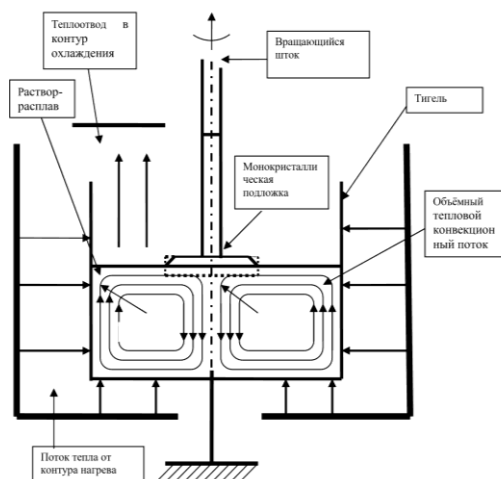 Теплоотвод в
контур
охлаждения
Вращающийся
шток
Раствор-
расплав
Тигель
Монокристалли
ческая
подложка
Объёмный
тепловой
конвекцион
ный поток
Поток тепла от
контура нагрева